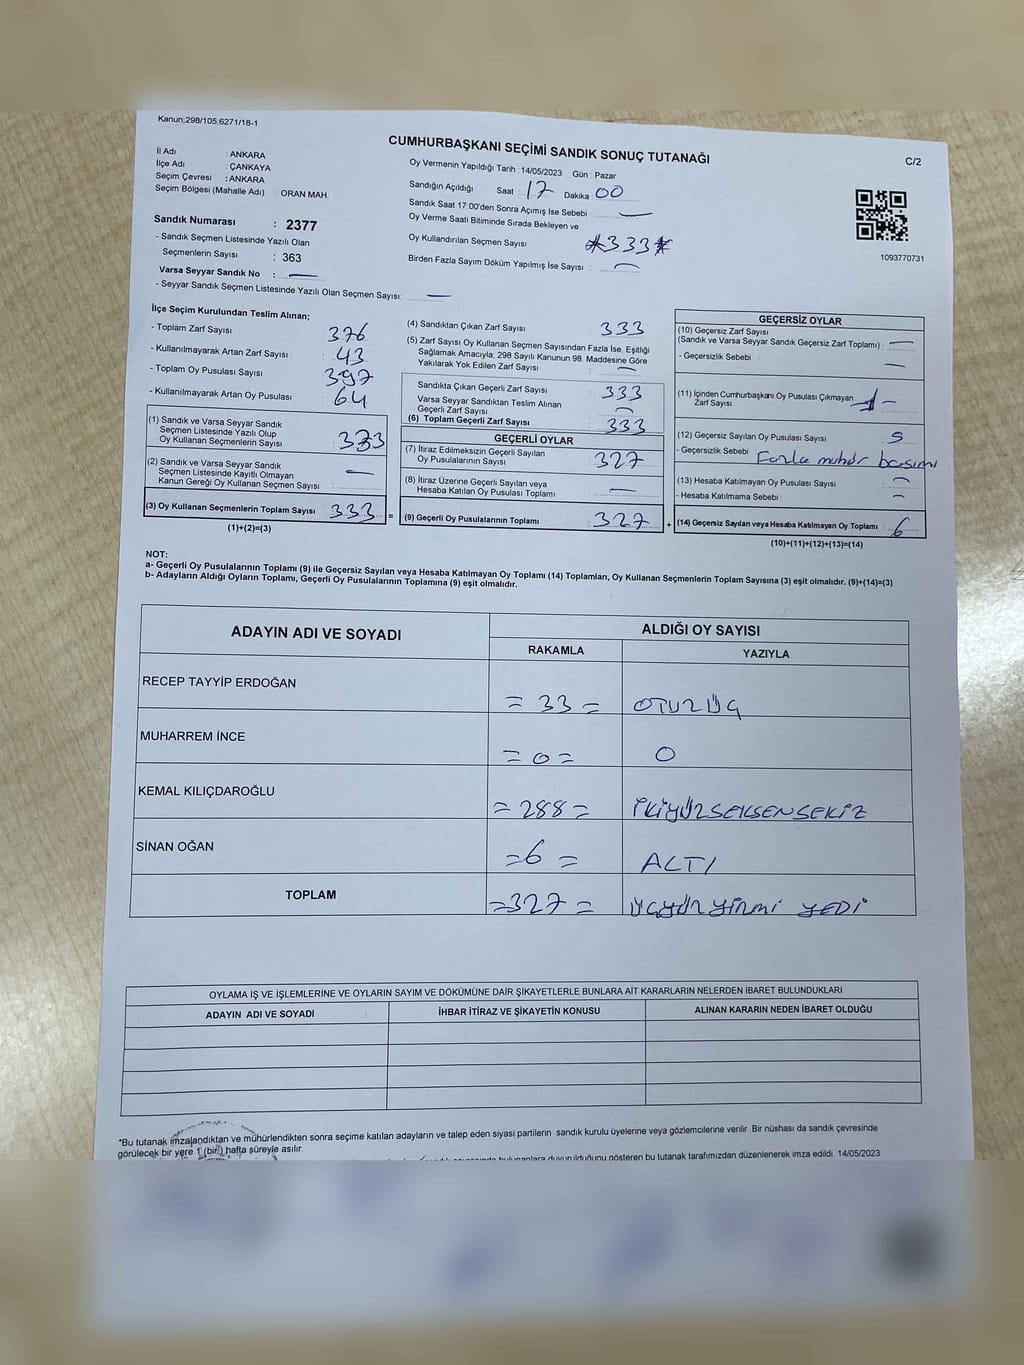 Kanun;298/105,6271/18-1
CUMHURBAŞKANI SEÇİMİ SANDIK SONUÇ TUTANAĞI
C/2
İl Adı : ANKARA
İlçe Adı : ÇANKAYA
Seçim Çevresi : ANKARA
Seçim Bölgesi (Mahalle Adı) : ORAN MAH.
Sandık Numarası : 2377
- Sandık Seçmen Listesinde Yazılı Olan
Seçmenlerin Sayısı : 363
Varsa Seyyar Sandık No : —
- Seyyar Sandık Seçmen Listesinde Yazılı Olan Seçmen Sayısı: —
Oy Vermenin Yapıldığı Tarih :14/05/2023 Gün : Pazar
Sandığın Açıldığı Saat : 17 Dakika : 00
Sandık Saat 17:00'den Sonra Açımış İse Sebebi : —
Oy Verme Saati Bitiminde Sırada Bekleyen ve
Oy Kullandırılan Seçmen Sayısı *333*
Birden Fazla Sayım Döküm Yapılmış İse Sayısı : —
1093770731
İlçe Seçim Kurulundan Teslim Alınan;
- Toplam Zarf Sayısı : 376
- Kullanılmayarak Artan Zarf Sayısı : 43
- Toplam Oy Pusulası Sayısı : 397
- Kullanılmayarak Artan Oy Pusulası : 64
(1) Sandık ve Varsa Seyyar Sandık
Seçmen Listesinde Yazılı Olup
Oy Kullanan Seçmenlerin Sayısı : 333
(2) Sandık ve Varsa Seyyar Sandık
Seçmen Listesinde Kayıtlı Olmayan
Kanun Gereği Oy Kullanan Seçmen Sayısı : —
(3) Oy Kullanan Seçmenlerin Toplam Sayısı : 333
(1)+(2)=(3)
(4) Sandıktan Çıkan Zarf Sayısı : 333
(5) Zarf Sayısı Oy Kullanan Seçmen Sayısından Fazla İse, Eşitliği
Sağlamak Amacıyla; 298 Sayılı Kanunun 98. Maddesine Göre
Yakılarak Yok Edilen Zarf Sayısı : —
Sandıkta Çıkan Geçerli Zarf Sayısı : 333
Varsa Seyyar Sandıktan Teslim Alınan
Geçerli Zarf Sayısı : —
(6) Toplam Geçerli Zarf Sayısı : 333
GEÇERLİ OYLAR
(7) İtiraz Edilmeksizin Geçerli Sayılan
Oy Pusulalarının Sayısı : 327
(8) İtiraz Üzerine Geçerli Sayılan veya
Hesaba Katılan Oy Pusulası Toplamı : —
= (9) Geçerli Oy Pusulalarının Toplamı : 327
GEÇERSİZ OYLAR
(10) Geçersiz Zarf Sayısı
(Sandık ve Varsa Seyyar Sandık Geçersiz Zarf Toplamı) : —
- Geçersizlik Sebebi : —
(11) İçinden Cumhurbaşkanı Oy Pusulası Çıkmayan
Zarf Sayısı : 1 -
(12) Geçersiz Sayılan Oy Pusulası Sayısı : 5
- Geçersizlik Sebebi : Fazla mühür basımı
(13) Hesaba Katılmayan Oy Pusulası Sayısı : —
- Hesaba Katılmama Sebebi : —
+ (14) Geçersiz Sayılan veya Hesaba Katılmayan Oy Toplamı : 6
(10)+(11)+(12)+(13)=(14)
NOT:
a- Geçerli Oy Pusulalarının Toplamı (9) ile Geçersiz Sayılan veya Hesaba Katılmayan Oy Toplamı (14) Toplamları, Oy Kullanan Seçmenlerin Toplam Sayısına (3) eşit olmalıdır. (9)+(14)=(3)
b- Adayların Aldığı Oyların Toplamı, Geçerli Oy Pusulalarının Toplamına (9) eşit olmalıdır.
ADAYIN ADI VE SOYADI
ALDIĞI OY SAYISI
RAKAMLA YAZIYLA
RECEP TAYYİP ERDOĞAN = 33 = OTUZÜÇ
MUHARREM İNCE = 0 = 0
KEMAL KILIÇDAROĞLU = 288 = İKİYÜZSEKSENSEKİZ
SİNAN OĞAN = 6 = ALTI
TOPLAM = 327 = ÜÇYÜZYİRMİ YEDİ
OYLAMA İŞ VE İŞLEMLERİNE VE OYLARIN SAYIM VE DÖKÜMÜNE DAİR ŞİKAYETLERLE BUNLARA AİT KARARLARIN NELERDEN İBARET BULUNDUKLARI
ADAYIN ADI VE SOYADI İHBAR İTİRAZ VE ŞİKAYETİN KONUSU ALINAN KARARIN NEDEN İBARET OLDUĞU
*Bu tutanak imzalandıktan ve mühürlendikten sonra seçime katılan adayların ve talep eden siyasi partilerin sandık kurulu üyelerine veya gözlemcilerine verilir. Bir nüshası da sandık çevresinde
görülecek bir yere 1 (bir) hafta süreyle asılır.
bulunanlara duyurulduğunu gösteren bu tutanak tarafımızdan düzenlenerek imza edildi. 14/05/2023